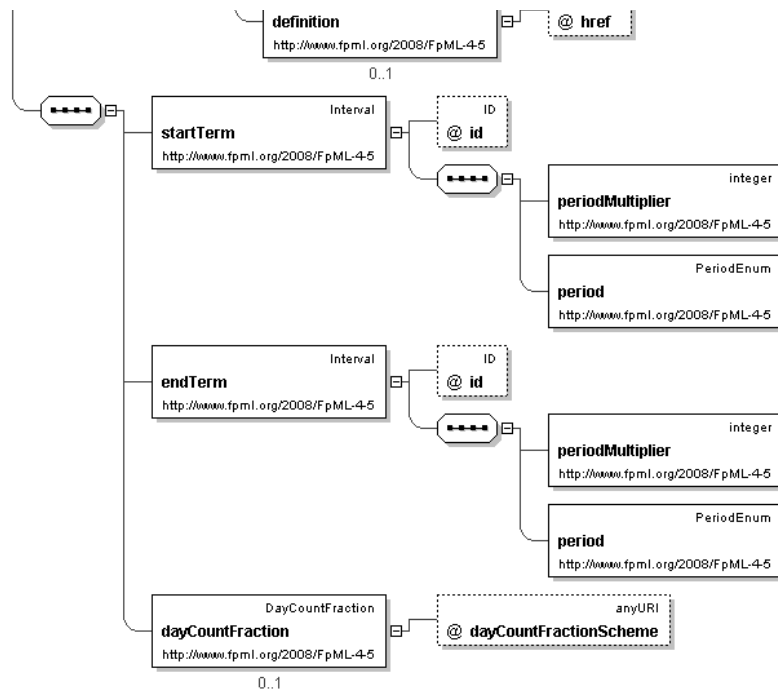 definition
http://www.fpml.org/2008/FpML-4-5
@ href
0..1
Interval
startTerm
http://www.fpml.org/2008/FpML-4-5
ID
@ id
integer
periodMultiplier
http://www.fpml.org/2008/FpML-4-5
PeriodEnum
period
http://www.fpml.org/2008/FpML-4-5
Interval
endTerm
http://www.fpml.org/2008/FpML-4-5
ID
@ id
integer
periodMultiplier
http://www.fpml.org/2008/FpML-4-5
PeriodEnum
period
http://www.fpml.org/2008/FpML-4-5
DayCountFraction
dayCountFraction
http://www.fpml.org/2008/FpML-4-5
0..1
anyURI
@ dayCountFractionScheme